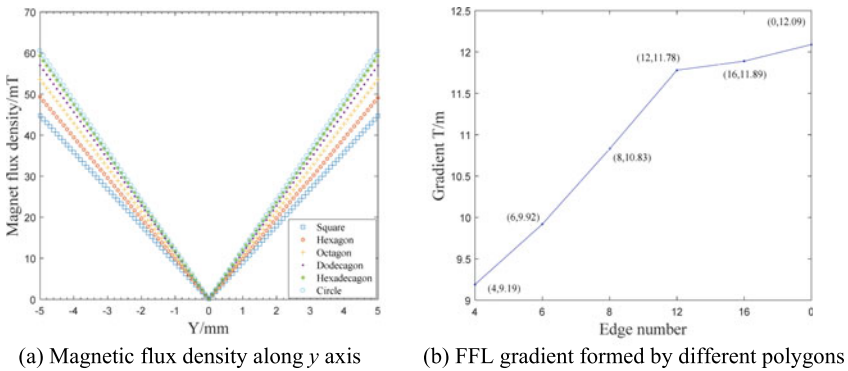 70
60
50
40
30
20
10
0
Magnet flux density/mT
-5 -4 -3 -2 -1 0 1 2 3 4 5
Y/mm
Square
Hexagon
Octagon
Dodecagon
Hexadecagon
Circle
(a) Magnetic flux density along y axis
12.5
12
11.5
11
10.5
10
9.5
9
Gradient T/m
(0,12.09)
(12,11.78)
(16,11.89)
(8,10.83)
(6,9.92)
(4,9.19)
4 6 8 12 16 0
Edge number
(b) FFL gradient formed by different polygons